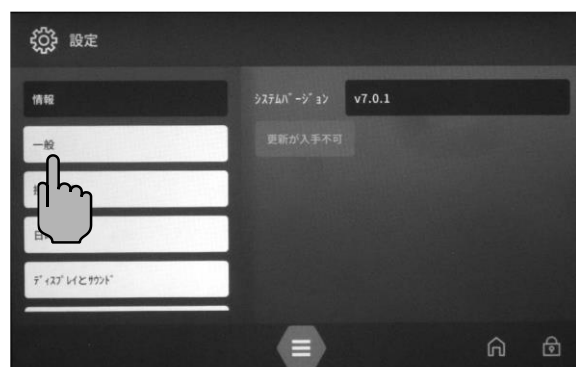 設定
情報
システムバージョン v7.0.1
一般
更新が入手不可
ディスプレイとサウンド